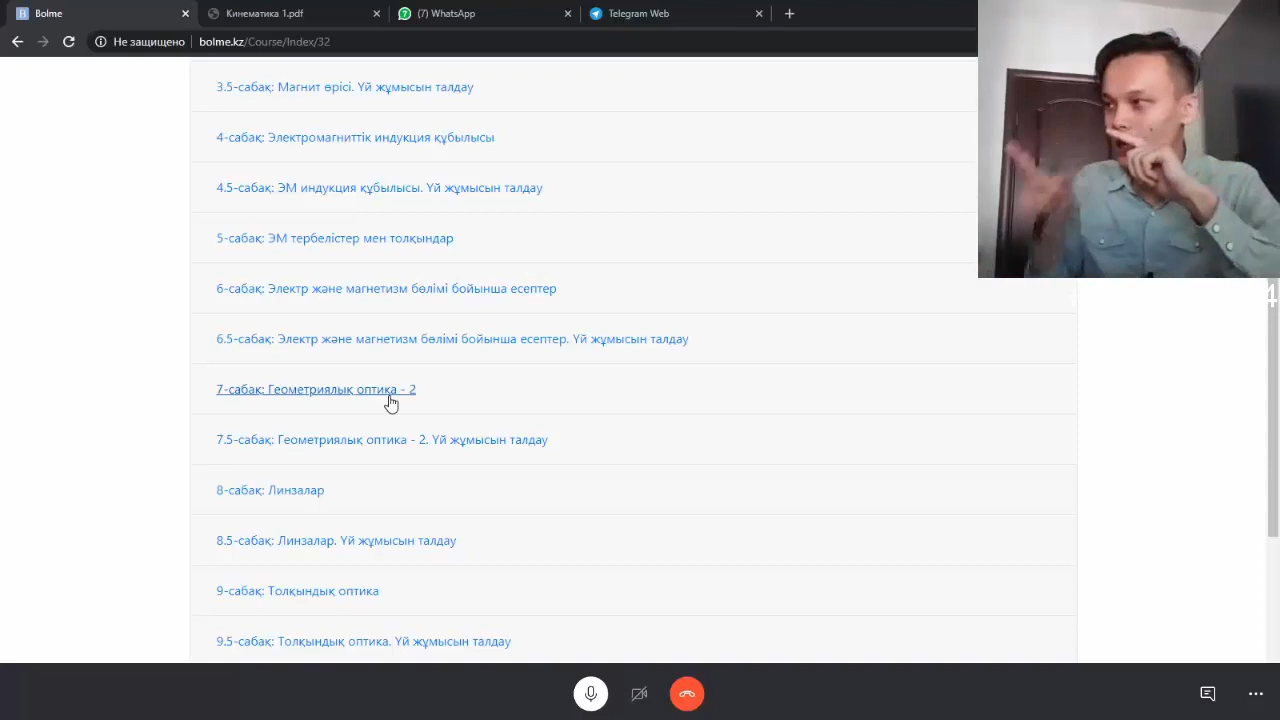 Bolme
Кинематика 1.pdf
(7) WhatsApp
Telegram Web
Не защищено
bolme.kz/Course/Index/32
3.5-сабақ: Магнит өрісі. Үй жұмысын талдау
4-сабақ: Электромагниттік индукция құбылысы
4.5-сабақ: ЭМ индукция құбылысы. Үй жұмысын талдау
5-сабақ: ЭМ тербелістер мен толқындар
6-сабақ: Электр және магнетизм бөлімі бойынша есептер
4
6.5-сабақ: Электр және магнетизм бөлімі бойынша есептер. Үй жұмысын талдау
7-сабақ: Геометриялық оптика - 2
7.5-сабақ: Геометриялық оптика - 2. Үй жұмысын талдау
8-сабақ: Линзалар
8.5-сабақ: Линзалар. Үй жұмысын талдау
9-сабақ: Толқындық оптика
9.5-сабақ: Толқындық оптика. Үй жұмысын талдау